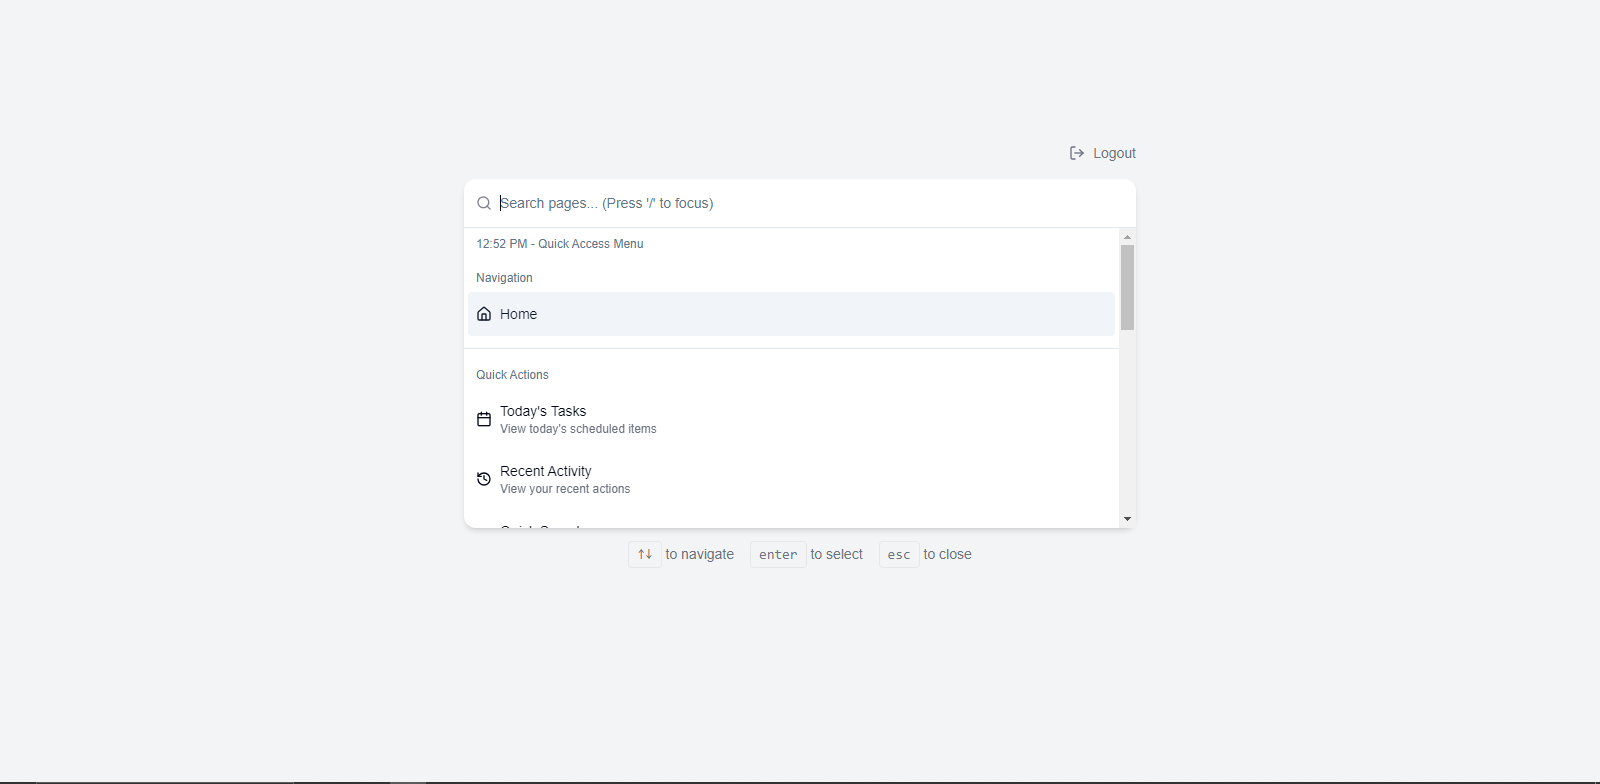 Logout
Search pages... (Press '/' to focus)
12:52 PM - Quick Access Menu
Navigation
Home
Quick Actions
Today's Tasks
View today's scheduled items
Recent Activity
View your recent actions
↑↓ to navigate enter to select esc to close